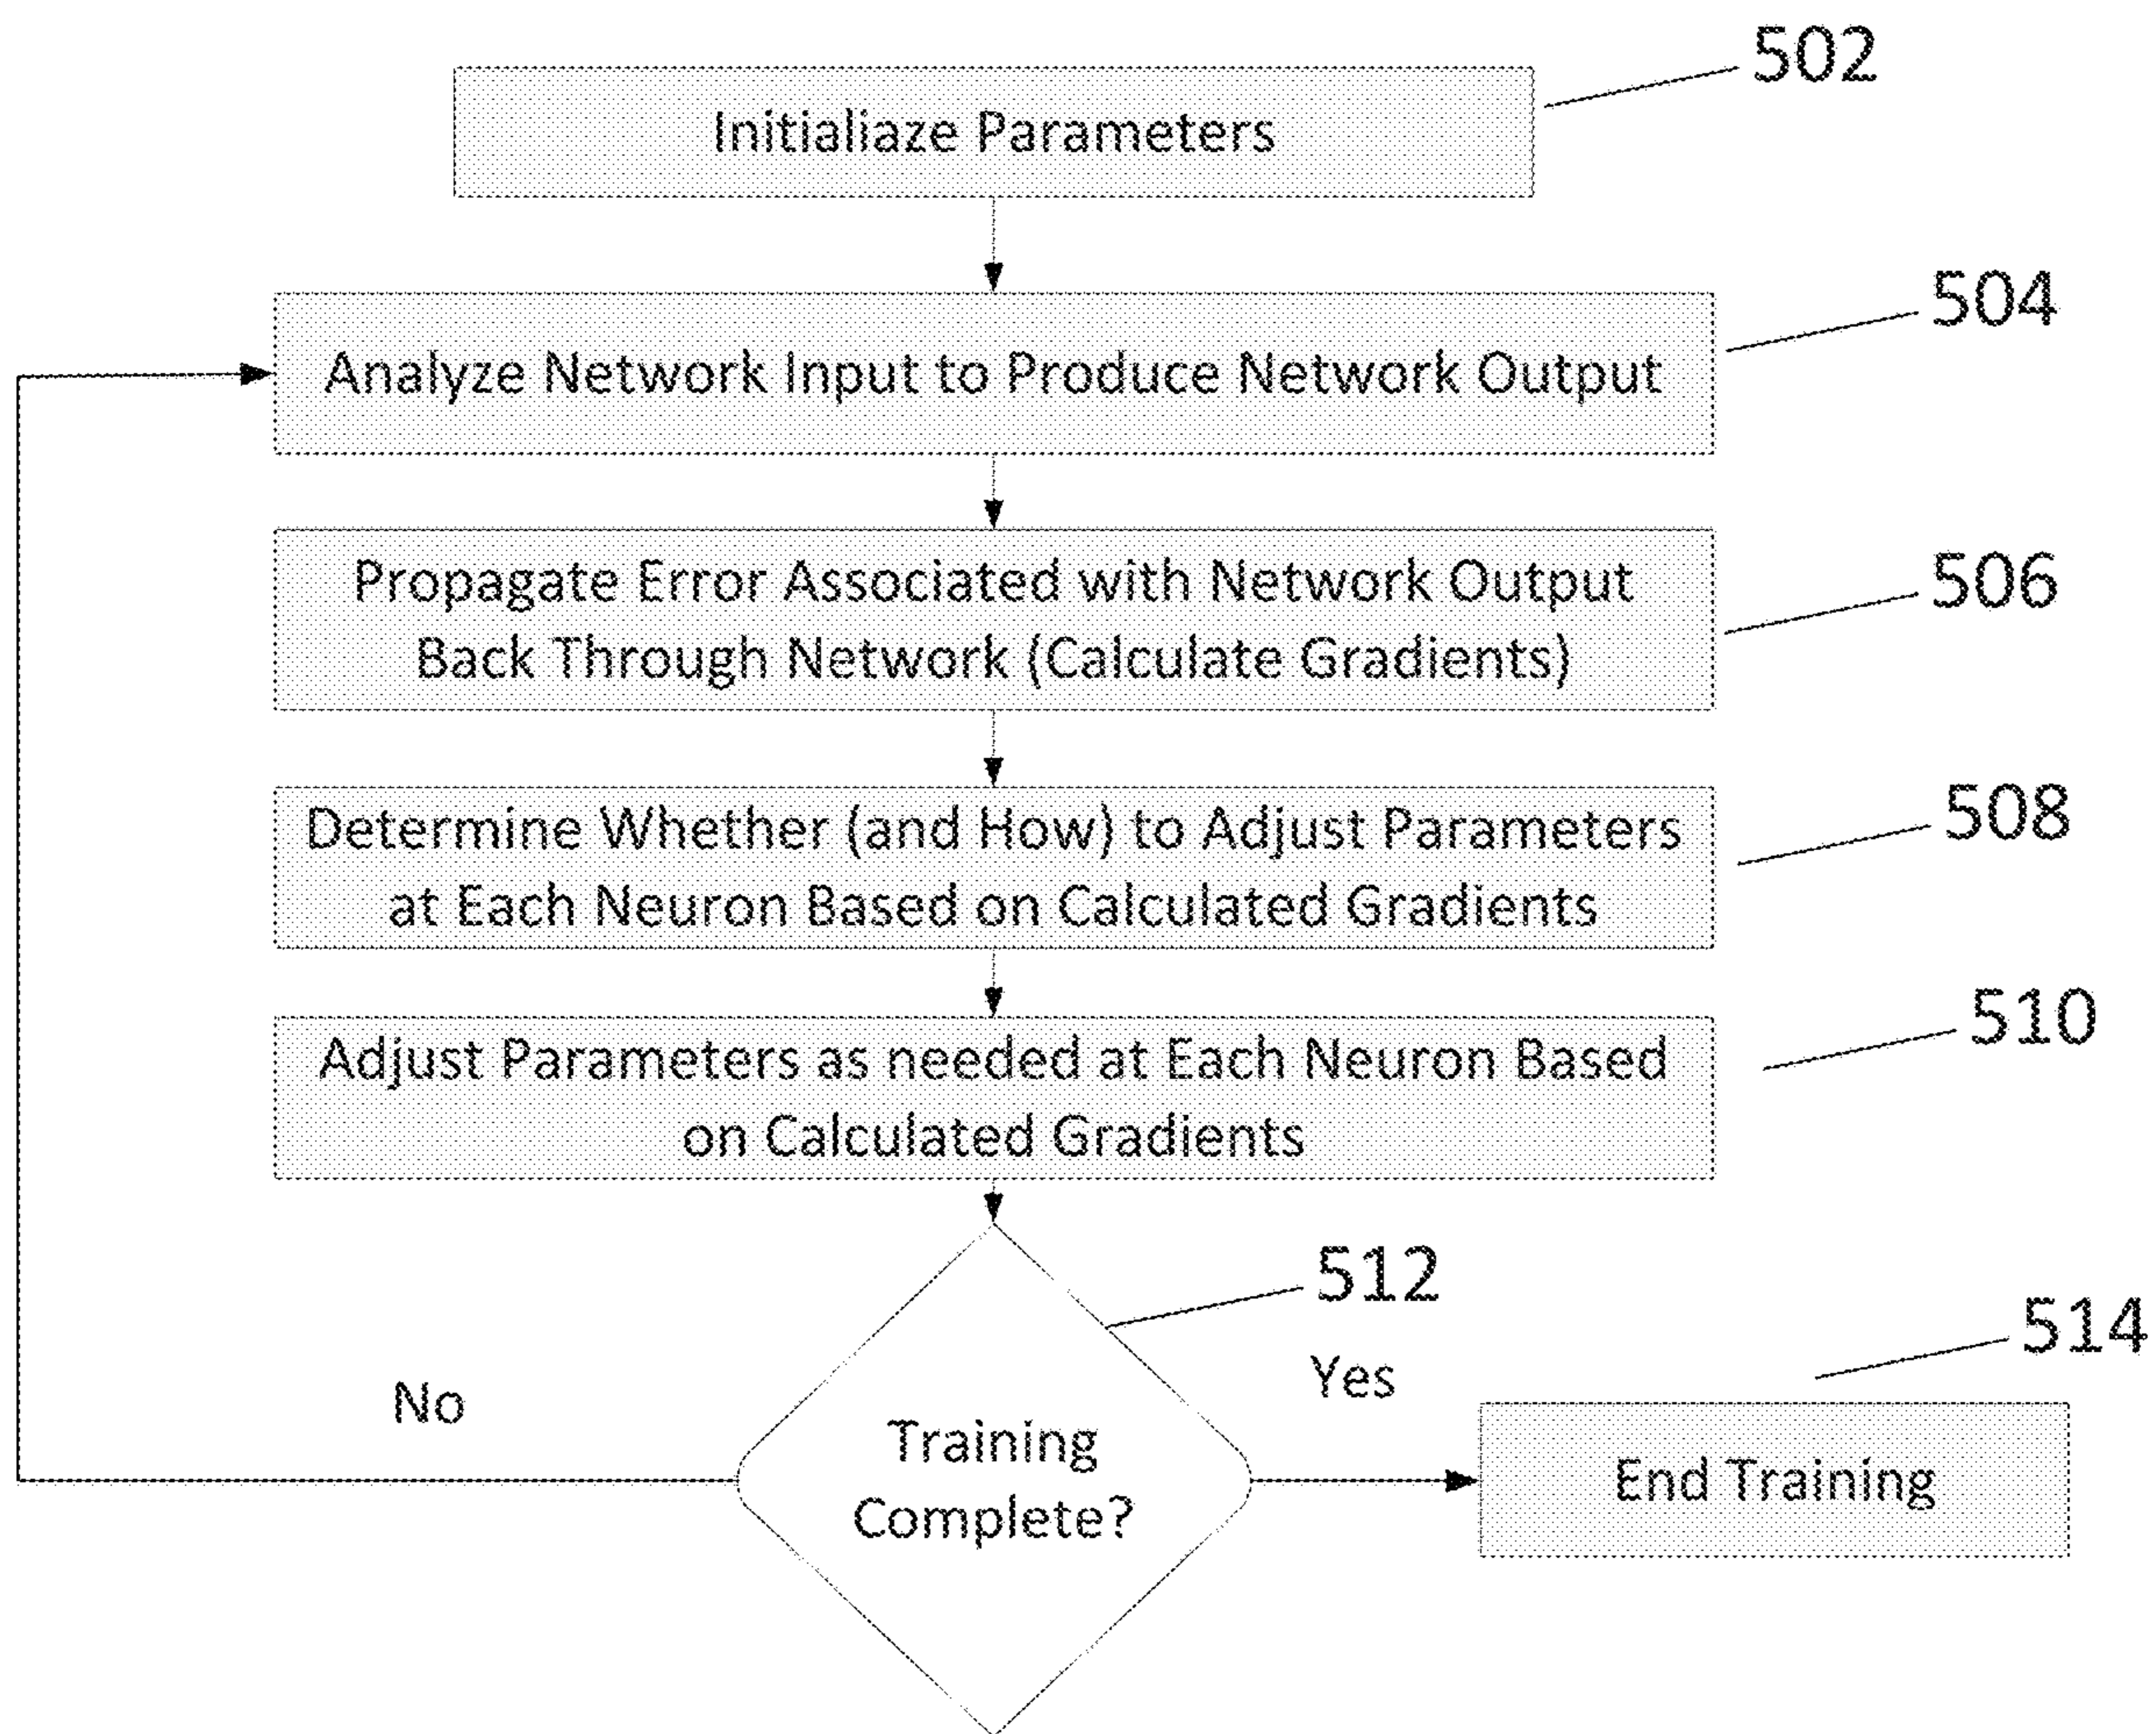 502
Initialiaze Parameters
504
Analyze Network Input to Produce Network Output
506
Propagate Error Associated with Network Output
Back Through Network (Calculate Gradients)
508
Determine Whether (and How) to Adjust Parameters
at Each Neuron Based on Calculated Gradients
510
Adjust Parameters as needed at Each Neuron Based
on Calculated Gradients
512
514
Yes
No
Training
Complete?
End Training